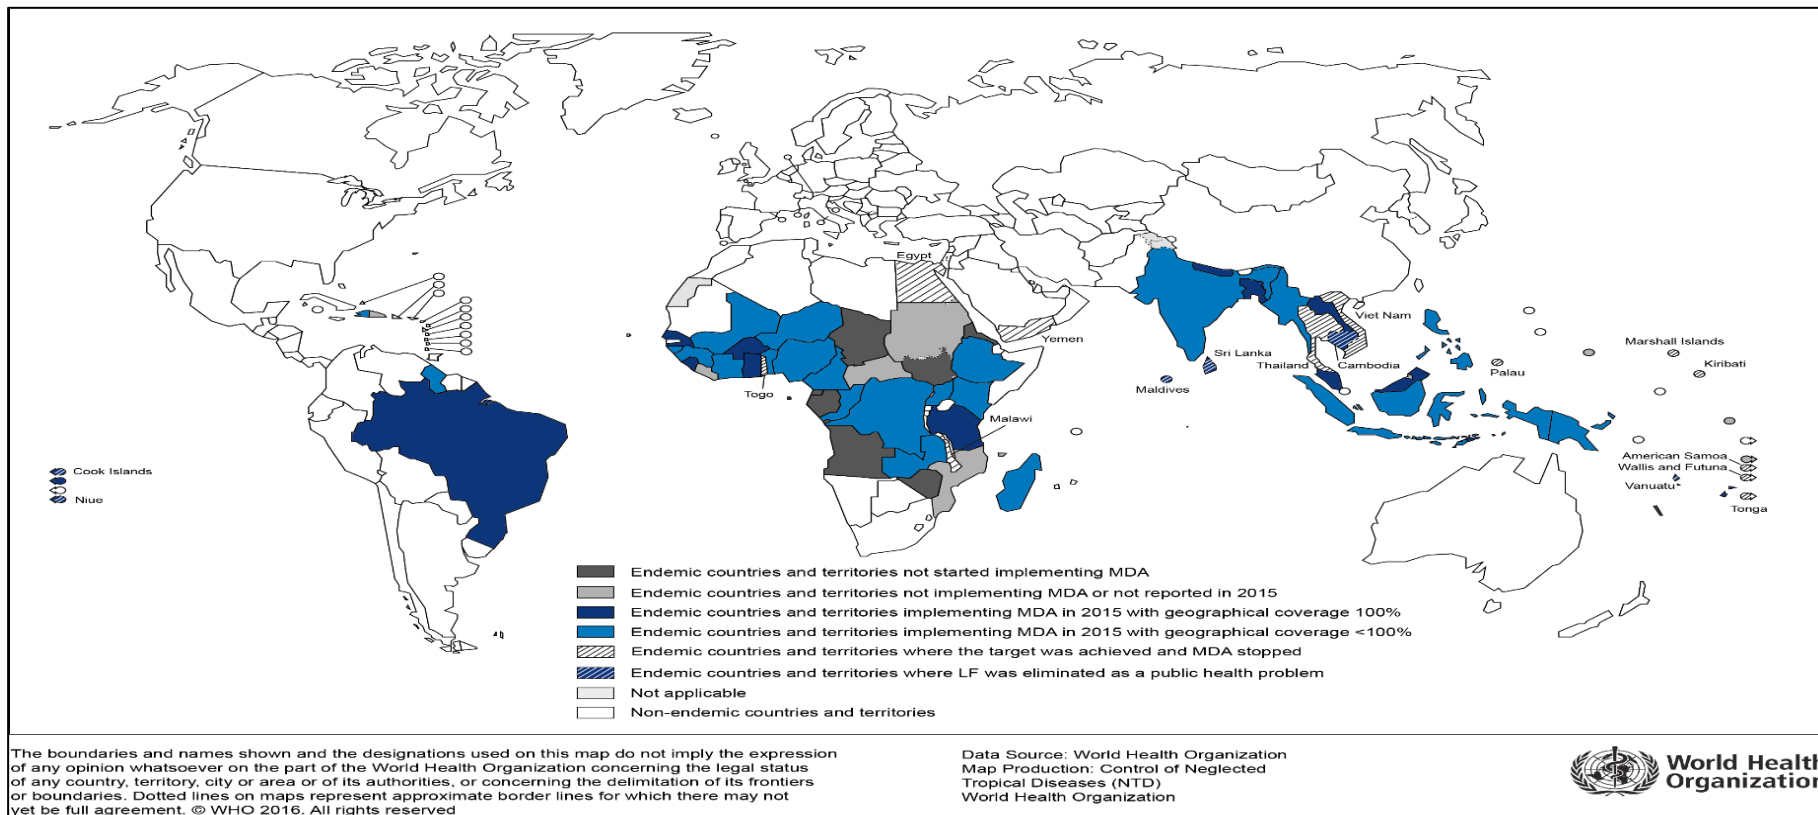 Egypt
Yemen
Togo
Malawi
Maldives
Sri Lanka
Thailand
Cambodia
Viet Nam
Palau
Marshall Islands
Kiribati
American Samoa
Wallis and Futuna
Vanuatu
Tonga
Cook Islands
Niue
Endemic countries and territories not started implementing MDA
Endemic countries and territories not implementing MDA or not reported in 2015
Endemic countries and territories implementing MDA in 2015 with geographical coverage 100%
Endemic countries and territories implementing MDA in 2015 with geographical coverage <100%
Endemic countries and territories where the target was achieved and MDA stopped
Endemic countries and territories where LF was eliminated as a public health problem
Not applicable
Non-endemic countries and territories
The boundaries and names shown and the designations used on this map do not imply the expression
of any opinion whatsoever on the part of the World Health Organization concerning the legal status
of any country, territory, city or area or of its authorities, or concerning the delimitation of its frontiers
or boundaries. Dotted lines on maps represent approximate border lines for which there may not
yet be full agreement. © WHO 2016. All rights reserved
Data Source: World Health Organization
Map Production: Control of Neglected
Tropical Diseases (NTD)
World Health Organization
World Health
Organization